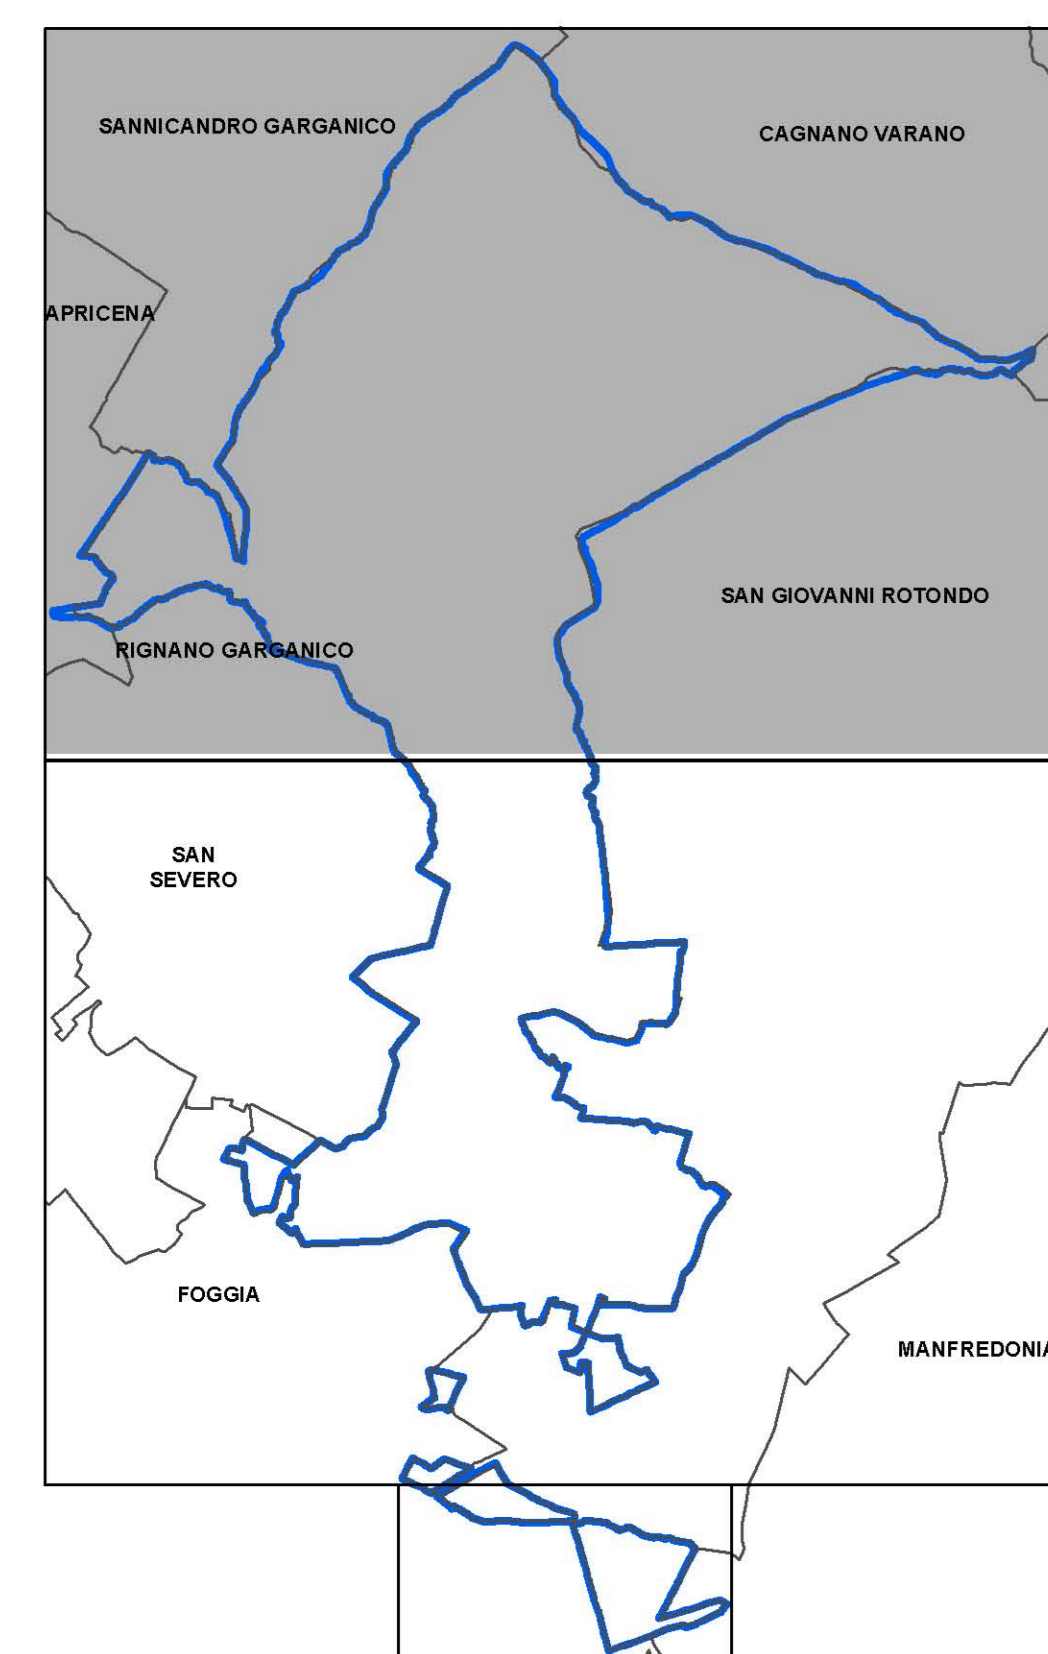 SANNICANDRO GARGANICO
CAGNANO VARANO
APRICENA
SAN GIOVANNI ROTONDO
RIGNANO GARGANICO
SAN
SEVERO
FOGGIA
MANFREDONIA